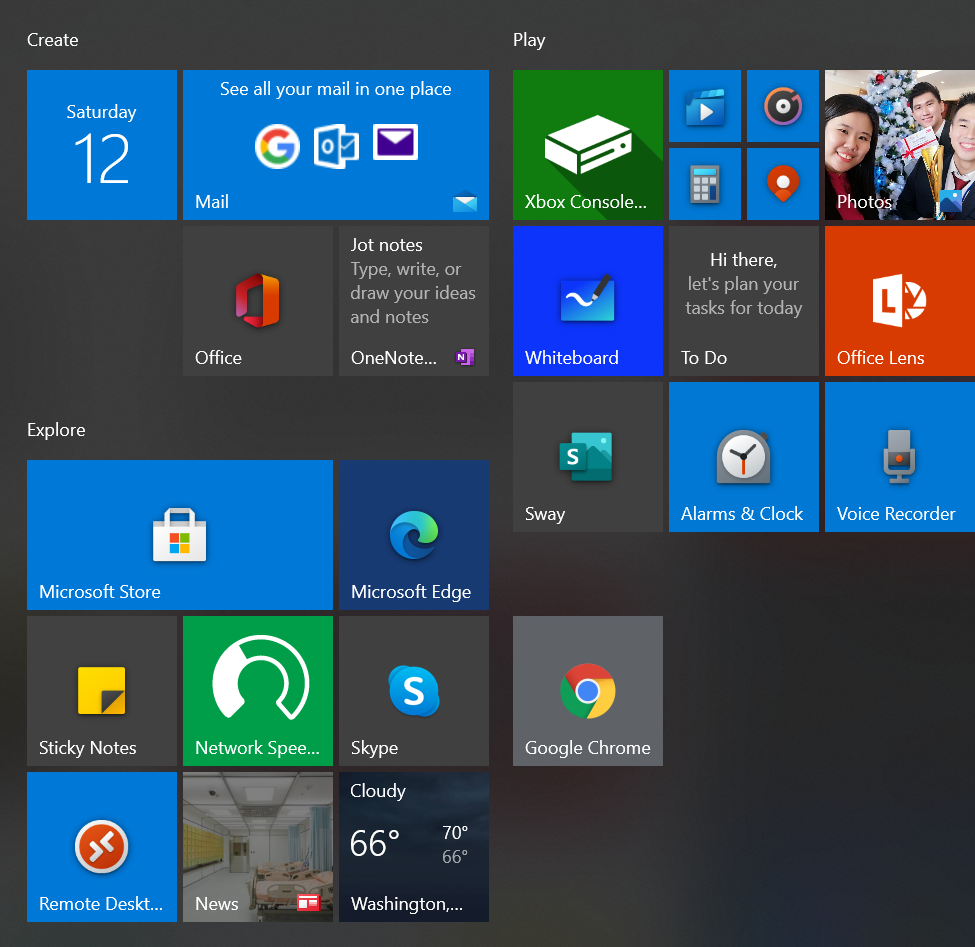 Create
Saturday
12
See all your mail in one place
Mail
Office
Jot notes
Type, write, or
draw your ideas
and notes
OneNote...
N
Explore
Microsoft Store
Microsoft Edge
Sticky Notes
Network Spee...
S
Skype
Remote Deskt...
News
Cloudy
66°
70°
66°
Washington,...
Play
Xbox Console...
Photos
Whiteboard
Hi there,
let's plan your
tasks for today
To Do
L
Office Lens
S
Sway
Alarms & Clock
Voice Recorder
Google Chrome